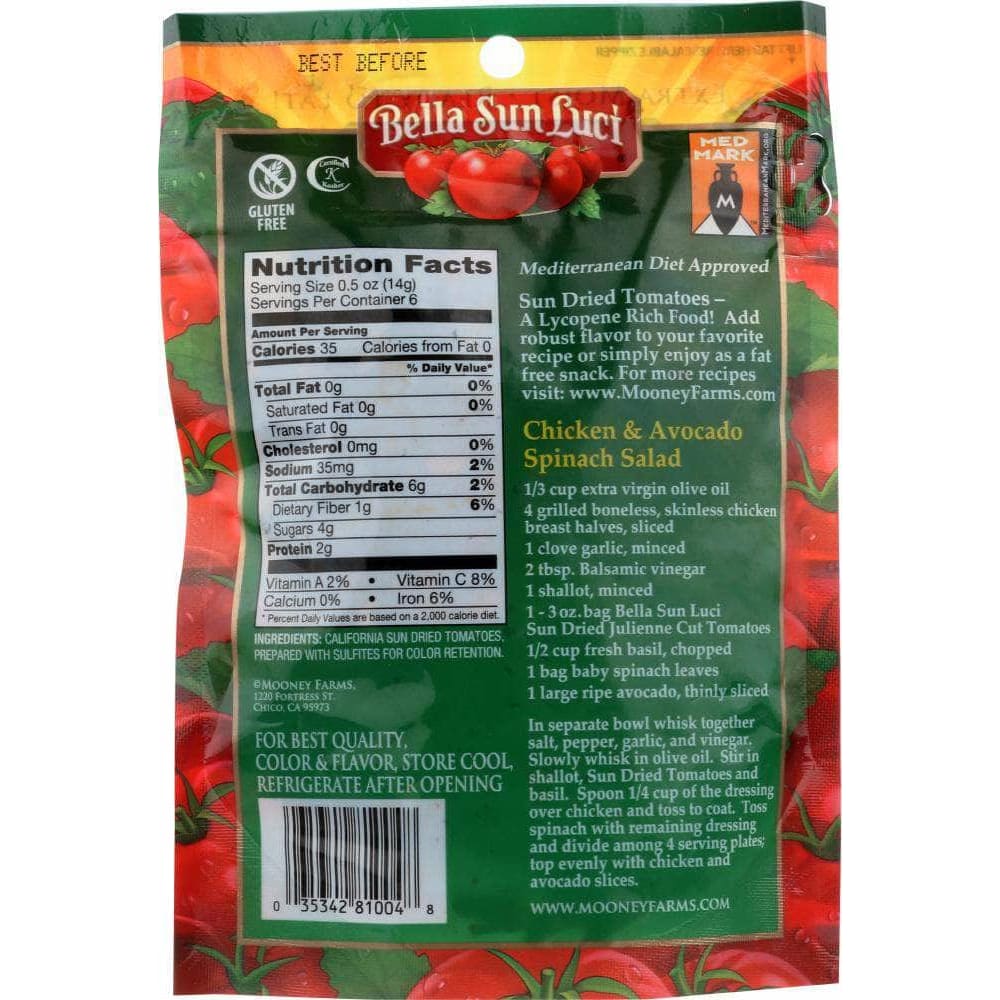 BEST BEFORE
Bella Sun Luci
GLUTEN
FREE
Certified
K
Kosher
MED
MARK
M
MEDITERRANEANMARK.ORG
Nutrition Facts
Serving Size 0.5 oz (14g)
Servings Per Container 6
Amount Per Serving
Calories 35 Calories from Fat 0
% Daily Value*
Total Fat 0g 0%
Saturated Fat 0g 0%
Trans Fat 0g
Cholesterol 0mg 0%
Sodium 35mg 2%
Total Carbohydrate 6g 2%
Dietary Fiber 1g 6%
Sugars 4g
Protein 2g
Vitamin A 2% • Vitamin C 8%
Calcium 0% • Iron 6%
* Percent Daily Values are based on a 2,000 calorie diet.
INGREDIENTS: CALIFORNIA SUN DRIED TOMATOES,
PREPARED WITH SULFITES FOR COLOR RETENTION.
©MOONEY FARMS,
1220 FORTRESS ST.
CHICO, CA 95973
FOR BEST QUALITY,
COLOR & FLAVOR, STORE COOL,
REFRIGERATE AFTER OPENING
0 35342 81004 8
Mediterranean Diet Approved
Sun Dried Tomatoes –
A Lycopene Rich Food! Add
robust flavor to your favorite
recipe or simply enjoy as a fat
free snack. For more recipes
visit: www.MooneyFarms.com
Chicken & Avocado
Spinach Salad
1/3 cup extra virgin olive oil
4 grilled boneless, skinless chicken
breast halves, sliced
1 clove garlic, minced
2 tbsp. Balsamic vinegar
1 shallot, minced
1 - 3 oz. bag Bella Sun Luci
Sun Dried Julienne Cut Tomatoes
1/2 cup fresh basil, chopped
1 bag baby spinach leaves
1 large ripe avocado, thinly sliced
In separate bowl whisk together
salt, pepper, garlic, and vinegar.
Slowly whisk in olive oil. Stir in
shallot, Sun Dried Tomatoes and
basil. Spoon 1/4 cup of the dressing
over chicken and toss to coat. Toss
spinach with remaining dressing
and divide among 4 serving plates;
top evenly with chicken and
avocado slices.
WWW.MOONEYFARMS.COM